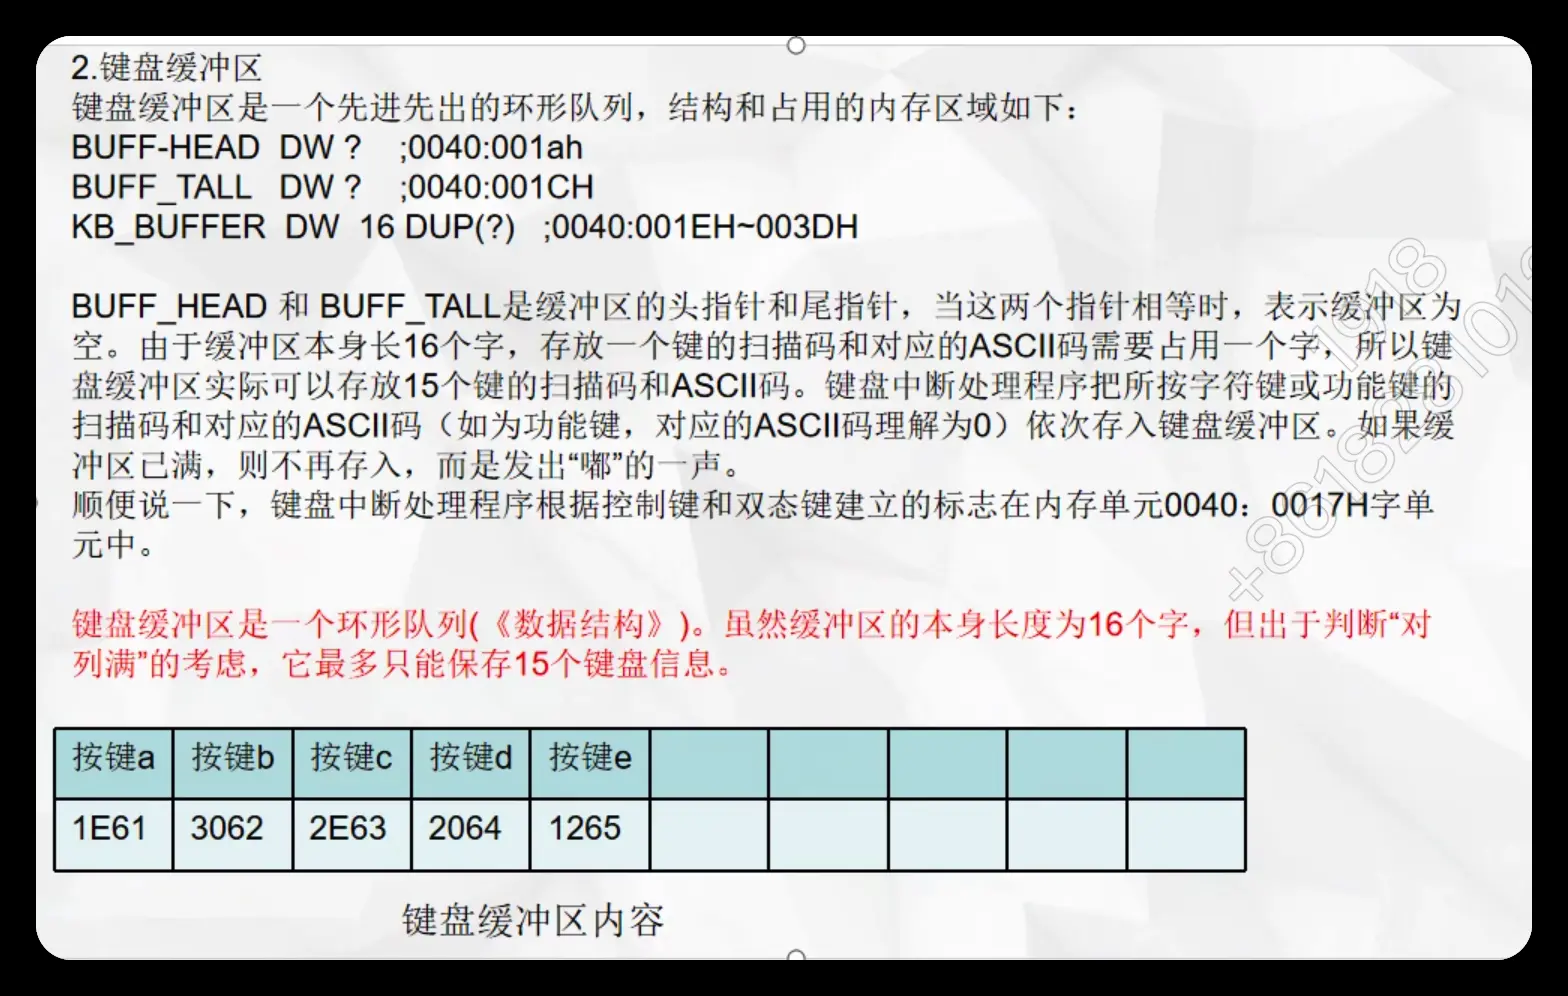 2.键盘缓冲区
键盘缓冲区是一个先进先出的环形队列，结构和占用的内存区域如下：
BUFF-HEAD DW ? ;0040:001ah
BUFF_TALL DW ? ;0040:001CH
KB_BUFFER DW 16 DUP(?) ;0040:001EH~003DH
BUFF_HEAD 和 BUFF_TALL是缓冲区的头指针和尾指针，当这两个指针相等时，表示缓冲区为
空。由于缓冲区本身长16个字，存放一个键的扫描码和对应的ASCII码需要占用一个字，所以键
盘缓冲区实际可以存放15个键的扫描码和ASCII码。键盘中断处理程序把所按字符键或功能键的
扫描码和对应的ASCII码（如为功能键，对应的ASCII码理解为0）依次存入键盘缓冲区。如果缓
冲区已满，则不再存入，而是发出“嘟”的一声。
顺便说一下，键盘中断处理程序根据控制键和双态键建立的标志在内存单元0040：0017H字单
元中。
键盘缓冲区是一个环形队列(《数据结构》)。虽然缓冲区的本身长度为16个字，但出于判断“对
列满”的考虑，它最多只能保存15个键盘信息。
按键a 按键b 按键c 按键d 按键e
1E61 3062 2E63 2064 1265
键盘缓冲区内容